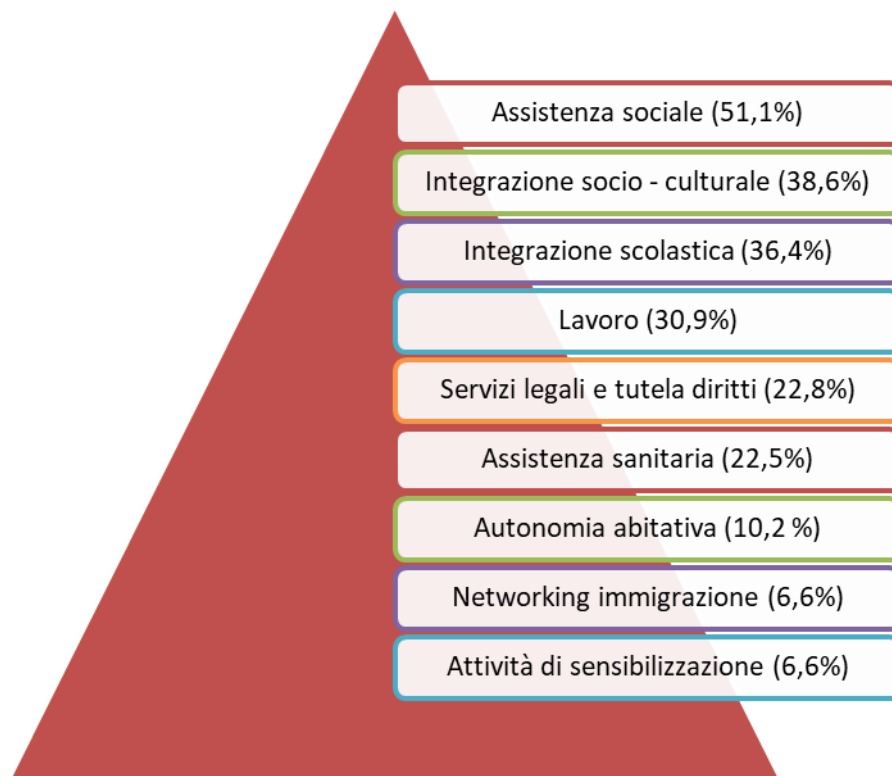 Assistenza sociale (51,1%)
Integrazione socio - culturale (38,6%)
Integrazione scolastica (36,4%)
Lavoro (30,9%)
Servizi legali e tutela diritti (22,8%)
Assistenza sanitaria (22,5%)
Autonomia abitativa (10,2 %)
Networking immigrazione (6,6%)
Attività di sensibilizzazione (6,6%)